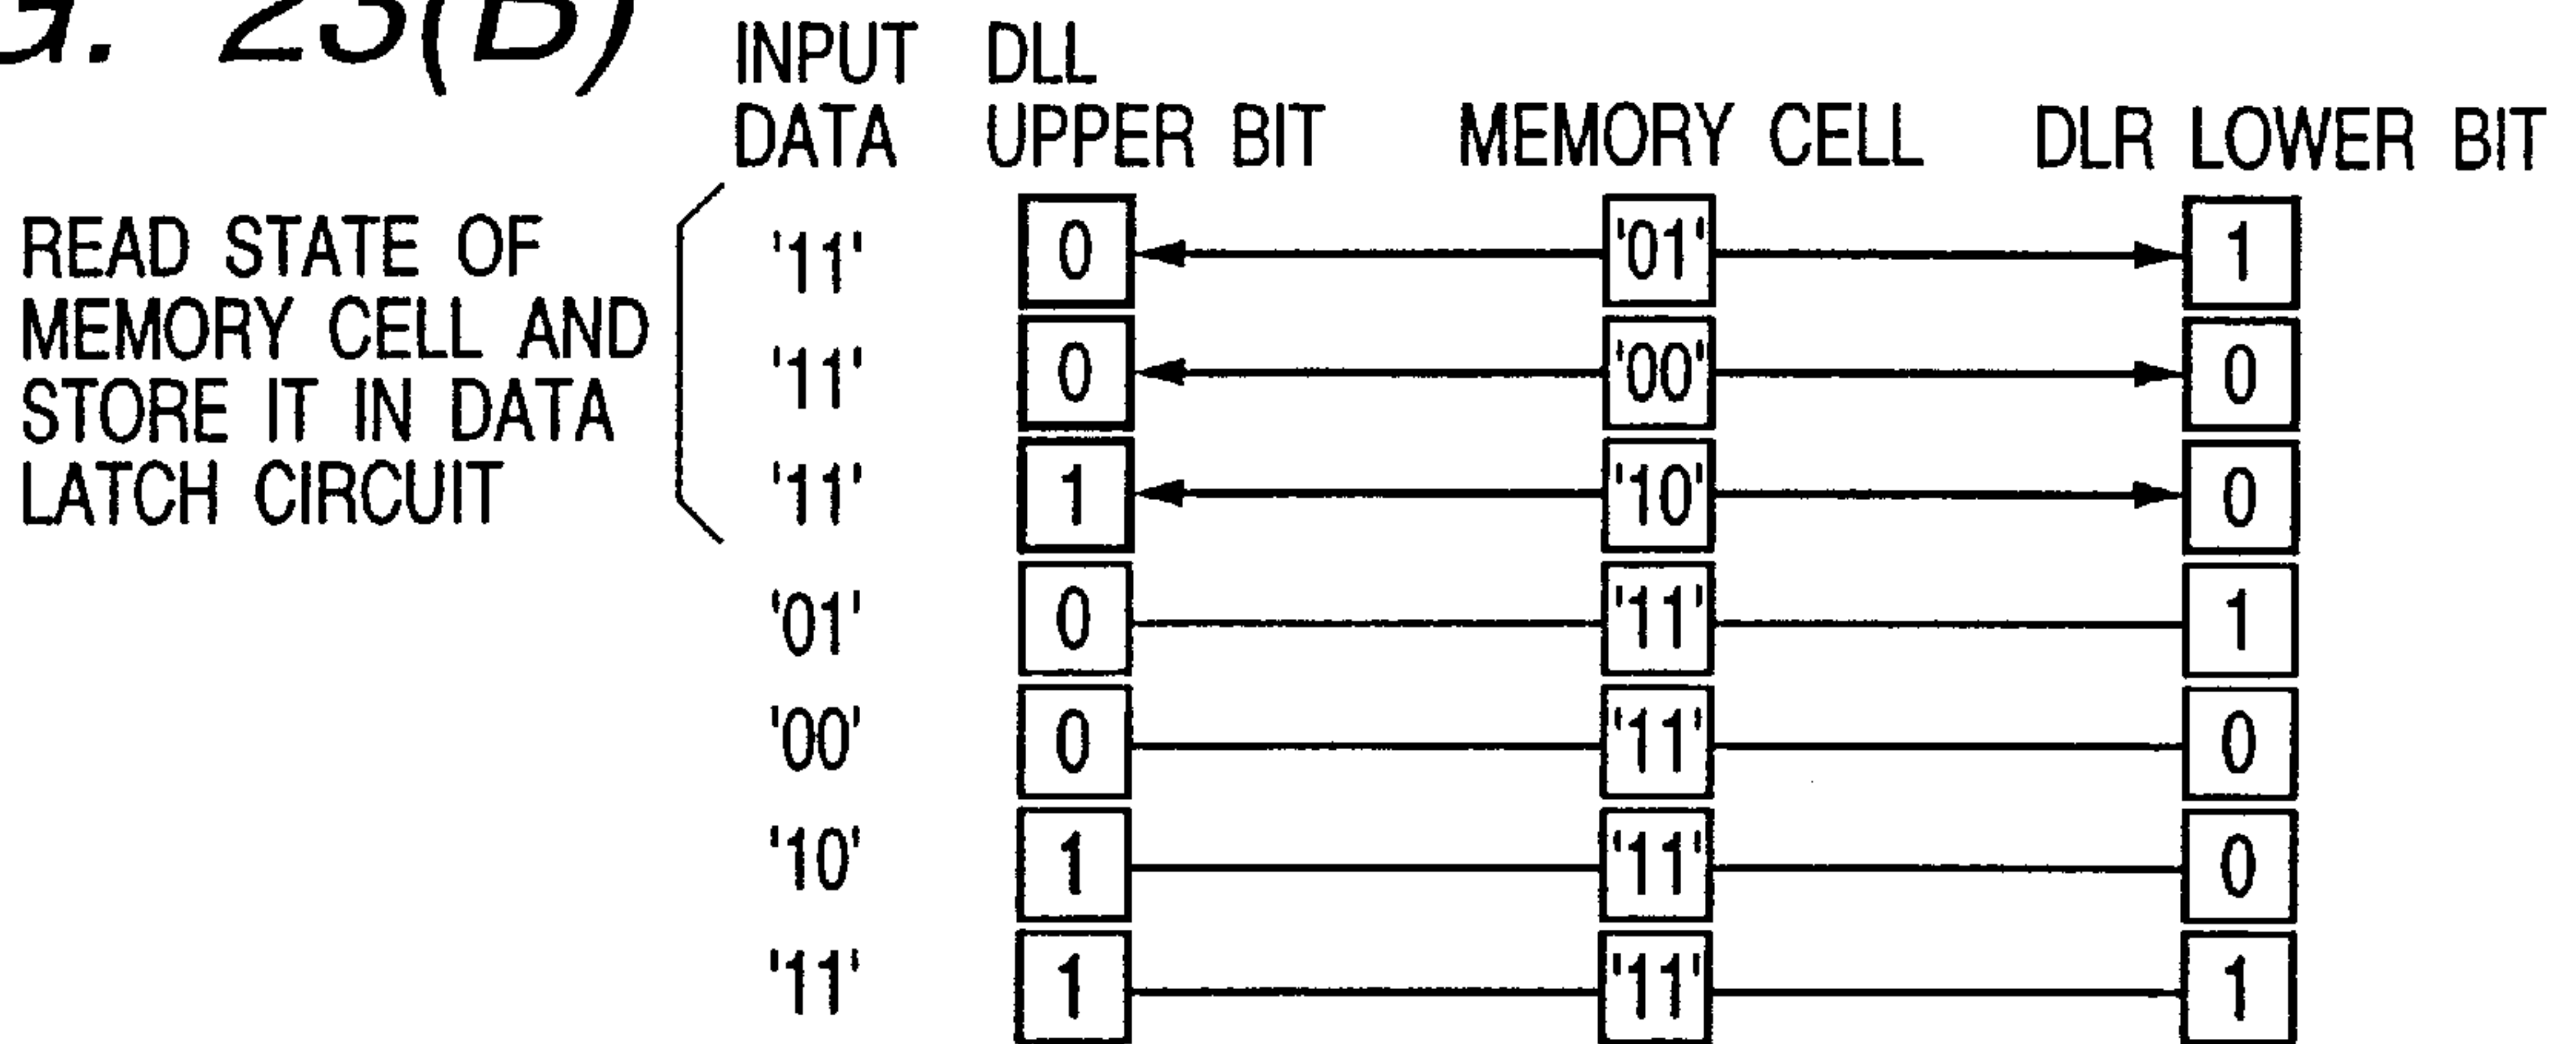 G. 23(B)
INPUT DLL
DATA UPPER BIT MEMORY CELL DLR LOWER BIT
READ STATE OF
MEMORY CELL AND
STORE IT IN DATA
LATCH CIRCUIT
'11' 0 '01' 1
'11' 0 '00' 0
'11' 1 '10' 0
'01' 0 '11' 1
'00' 0 '11' 0
'10' 1 '11' 0
'11' 1 '11' 1